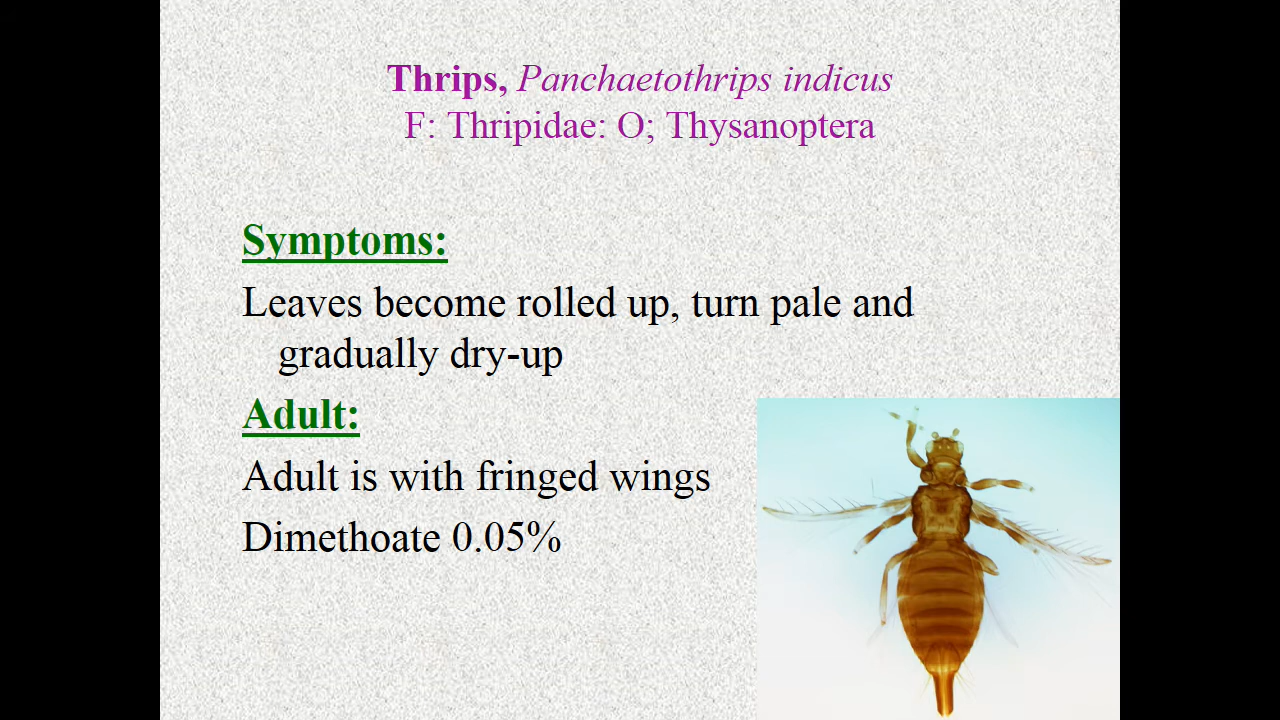 Thrips, Panchaetothrips indicus
F: Thripidae: O; Thysanoptera
Symptoms:
Leaves become rolled up, turn pale and
gradually dry-up
Adult:
Adult is with fringed wings
Dimethoate 0.05%